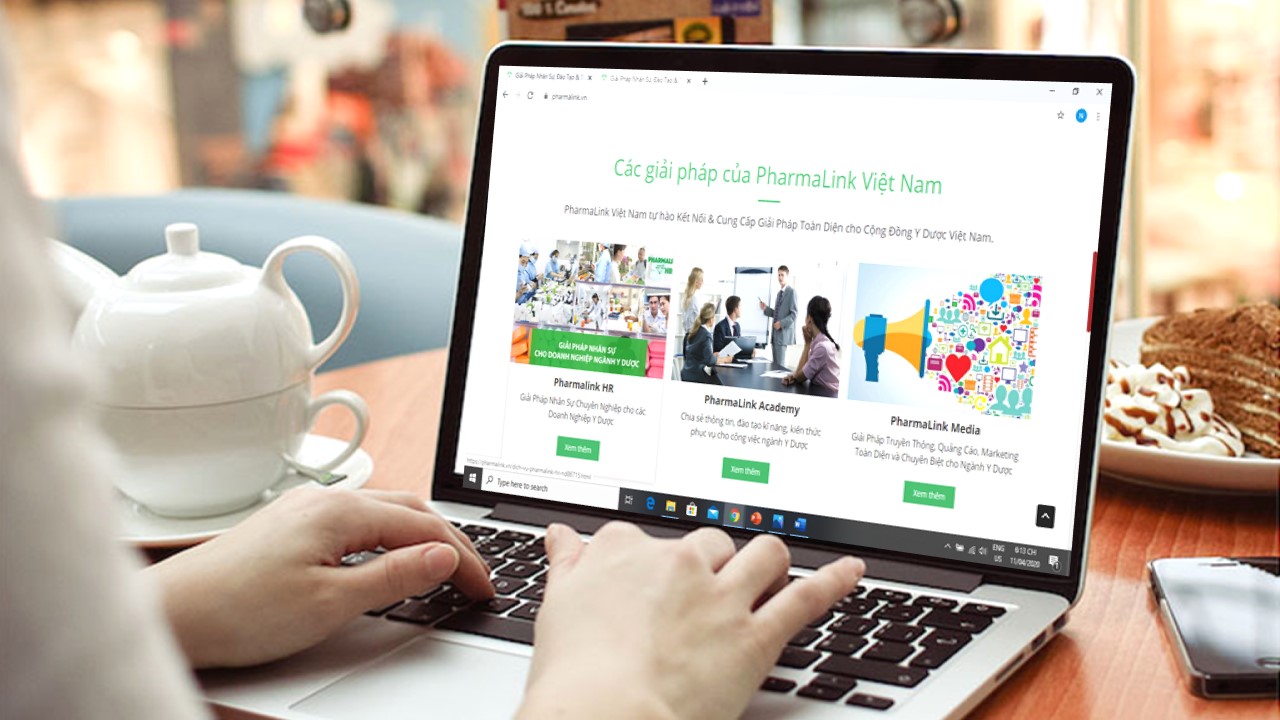 100 % Canelos
Giải Pháp Nhân Sự, Đào Tạo & T
Giải Pháp Nhân Sự, Đào Tạo &
pharmalink.vn
N
Các giải pháp của PharmaLink Việt Nam
PharmaLink Việt Nam tự hào Kết Nối & Cung Cấp Giải Pháp Toàn Diện cho Cộng Đồng Y Dược Việt Nam.
PHARMALI
HR
GIẢI PHÁP NHÂN SỰ
CHO DOANH NGHIỆP NGÀNH Y DƯỢC
Pharmalink HR
Giải Pháp Nhân Sự Chuyên Nghiệp cho các
Doanh Nghiệp Y Dược
Xem thêm
PharmaLink Academy
Chia sẻ thông tin, đào tạo kĩ năng, kiến thức
phục vụ cho công việc ngành Y Dược
Xem thêm
PharmaLink Media
Giải Pháp Truyền Thông, Quảng Cáo, Marketing
Toàn Diện và Chuyên Biệt cho Ngành Y Dược
Xem thêm
Type here to search
ENG
US
6:13 CH
11/04/2020